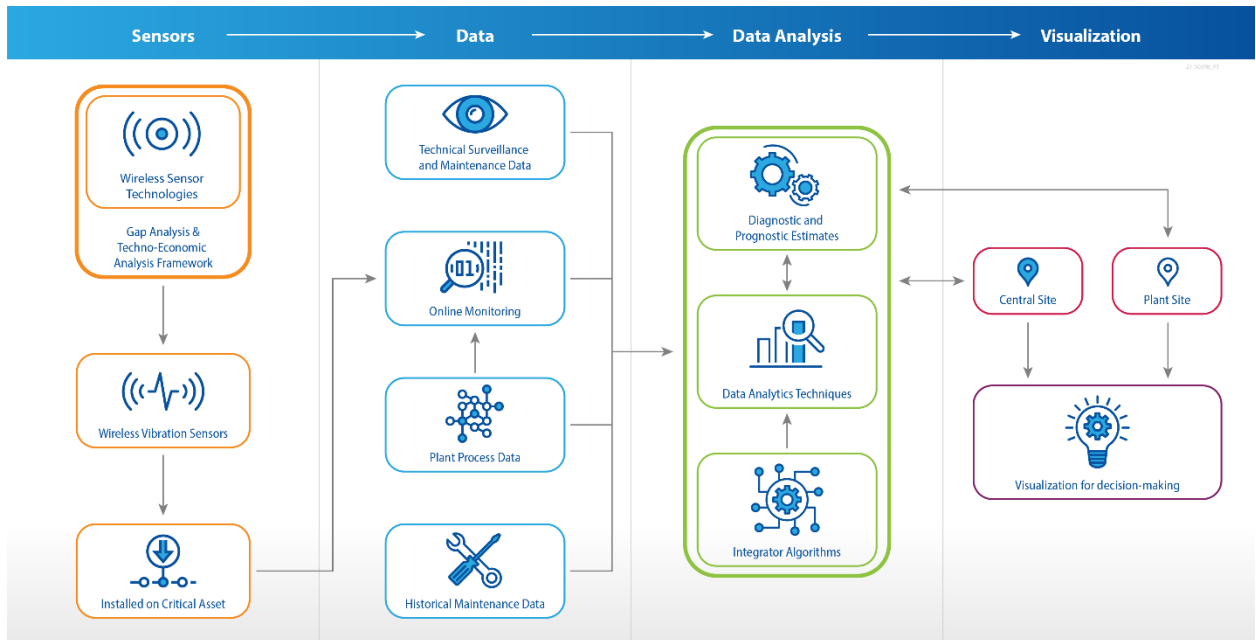 Sensors
Data
Data Analysis
Visualization
Wireless Sensor
Technologies
Gap Analysis &
Techno-Economic
Analysis Framework
Wireless Vibration Sensors
Installed on Critical Asset
Technical Surveillance
and Maintenance Data
01
Online Monitoring
Plant Process Data
Historical Maintenance Data
Diagnostic and
Prognostic Estimates
Data Analytics Techniques
Integrator Algorithms
Central Site
Plant Site
Visualization for decision-making